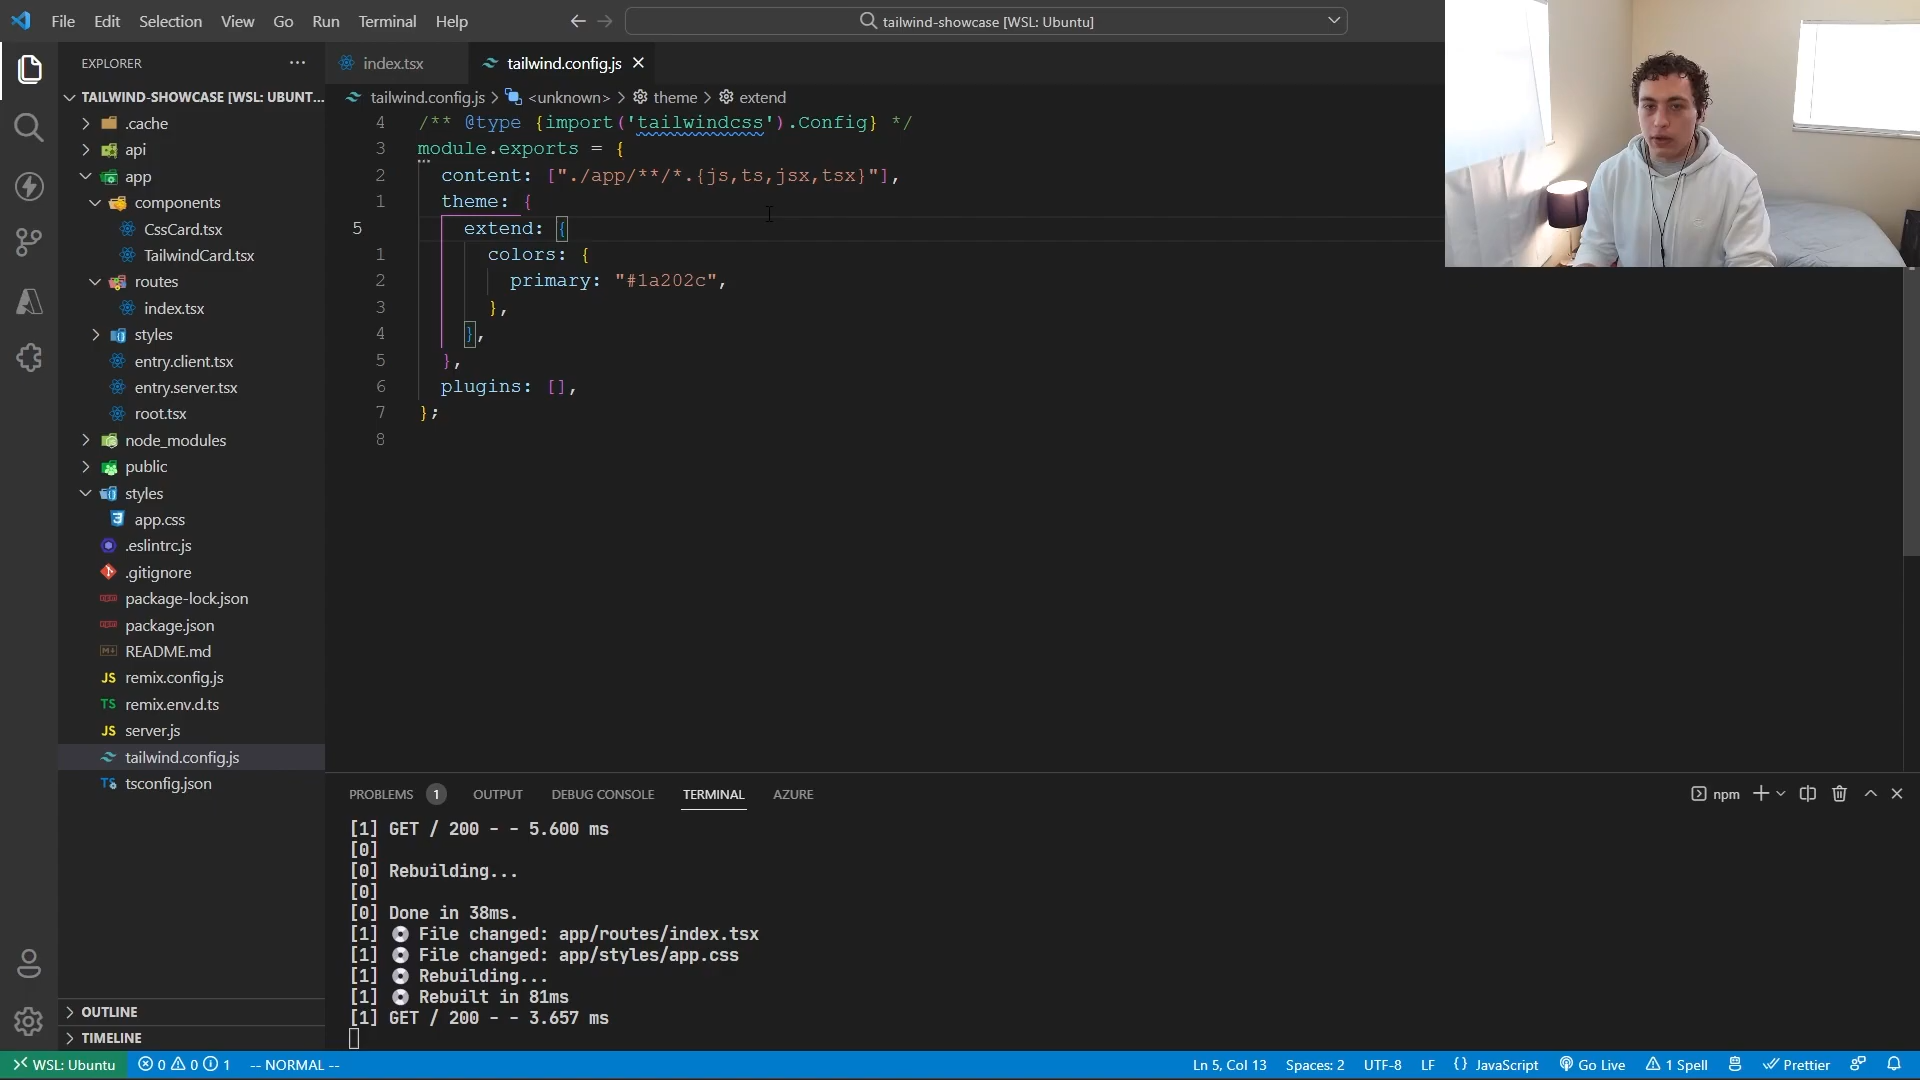 File Edit Selection View Go Run Terminal Help
tailwind-showcase [WSL: Ubuntu]
EXPLORER
TAILWIND-SHOWCASE [WSL: UBUNT...
.cache
api
app
components
CssCard.tsx
TailwindCard.tsx
routes
index.tsx
styles
entry.client.tsx
entry.server.tsx
root.tsx
node_modules
public
styles
app.css
.eslintrc.js
.gitignore
package-lock.json
package.json
README.md
JS remix.config.js
TS remix.env.d.ts
JS server.js
tailwind.config.js
TS tsconfig.json
OUTLINE
TIMELINE
index.tsx
tailwind.config.js
tailwind.config.js > <unknown> > theme > extend
4 /** @type {import('tailwindcss').Config} */
3 module.exports = {
2 content: ["./app/**/*.{js,ts,jsx,tsx}"],
1 theme: {
5 extend: {
1 colors: {
2 primary: "#1a202c",
3 },
4 },
5 },
6 plugins: [],
7 };
8
PROBLEMS 1 OUTPUT DEBUG CONSOLE TERMINAL AZURE
npm
[1] GET / 200 - - 5.600 ms
[0]
[0] Rebuilding...
[0]
[0] Done in 38ms.
[1] File changed: app/routes/index.tsx
[1] File changed: app/styles/app.css
[1] Rebuilding...
[1] Rebuilt in 81ms
[1] GET / 200 - - 3.657 ms
WSL: Ubuntu 0 0 1 -- NORMAL -- Ln 5, Col 13 Spaces: 2 UTF-8 LF {} JavaScript Go Live 1 Spell Prettier